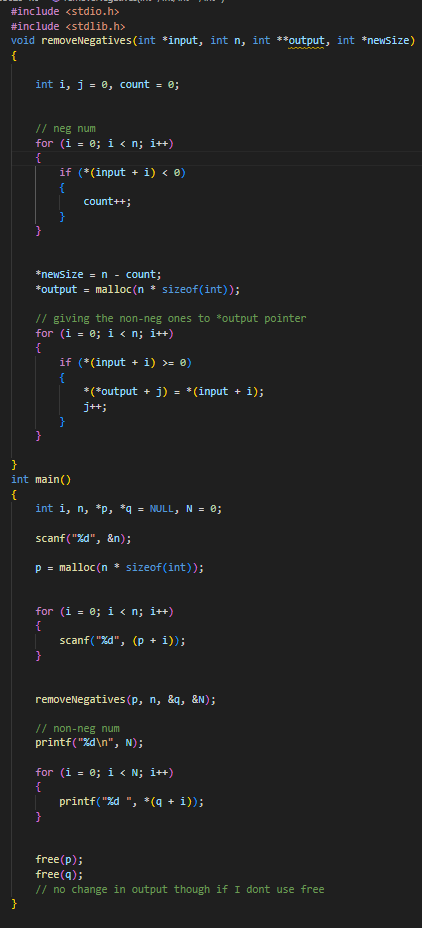 #include <stdio.h>
#include <stdlib.h>
void removeNegatives(int *input, int n, int **output, int *newSize)
{
int i, j = 0, count = 0;
// neg num
for (i = 0; i < n; i++)
{
if (*(input + i) < 0)
{
count++;
}
}
*newSize = n - count;
*output = malloc(n * sizeof(int));
// giving the non-neg ones to *output pointer
for (i = 0; i < n; i++)
{
if (*(input + i) >= 0)
{
*(*output + j) = *(input + i);
j++;
}
}
}
int main()
{
int i, n, *p, *q = NULL, N = 0;
scanf("%d", &n);
p = malloc(n * sizeof(int));
for (i = 0; i < n; i++)
{
scanf("%d", (p + i));
}
removeNegatives(p, n, &q, &N);
// non-neg num
printf("%d\n", N);
for (i = 0; i < N; i++)
{
printf("%d ", *(q + i));
}
free(p);
free(q);
// no change in output though if I dont use free
}